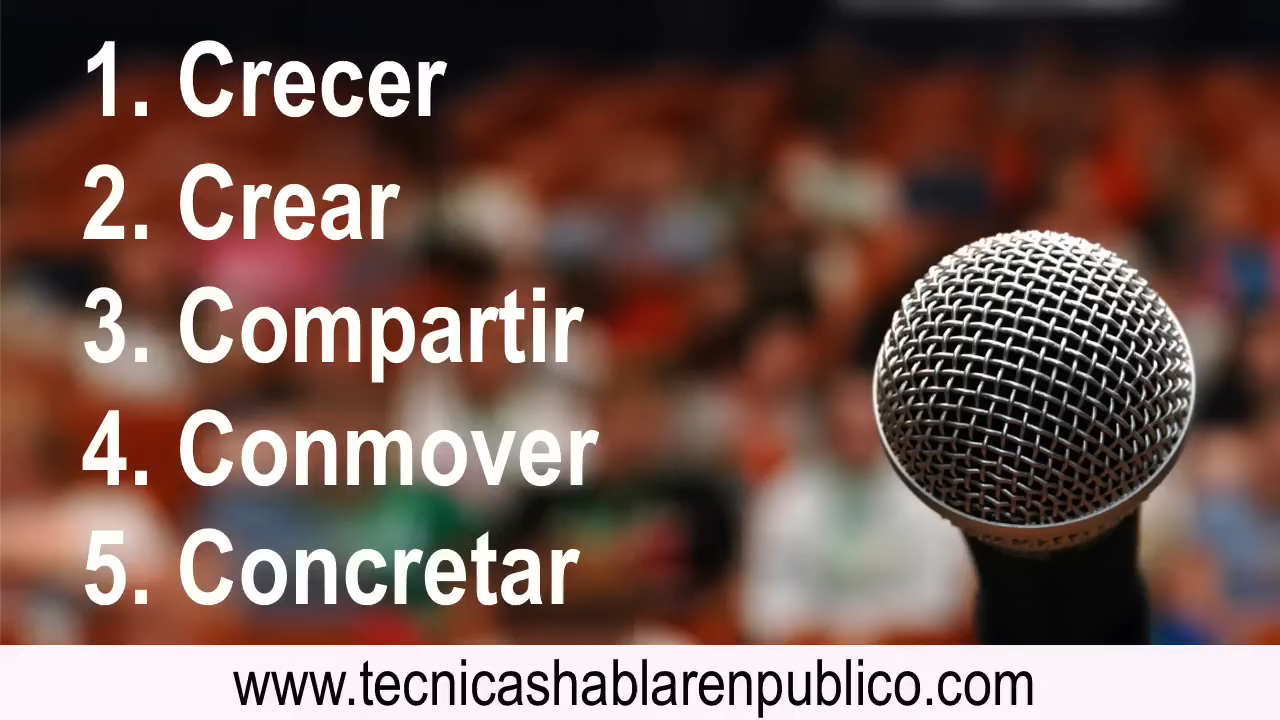 1. Crecer
2. Crear
3. Compartir
4. Conmover
5. Concretar
www.tecnicashablarenpublico.com